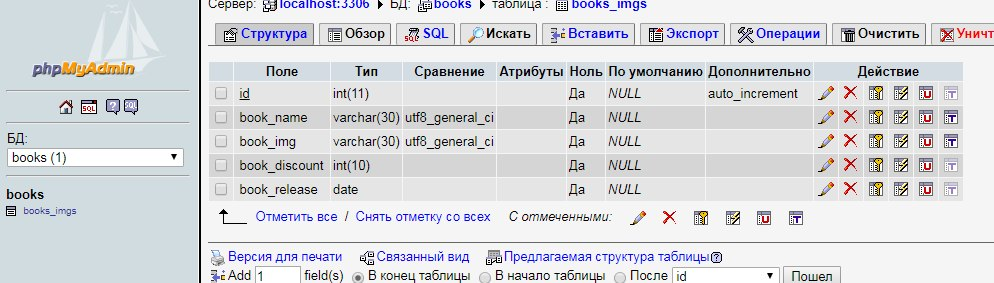 Сервер: localhost:3306 ▸ БД: books ▸ таблица : books_imgs
Структура Обзор SQL Искать Вставить Экспорт Операции Очистить Уничт
phpMyAdmin
SQL ? SQL
БД:
books (1)
books
books_imgs
Поле Тип Сравнение Атрибуты Ноль По умолчанию Дополнительно Действие
id int(11) Да NULL auto_increment
book_name varchar(30) utf8_general_ci Да NULL
book_img varchar(30) utf8_general_ci Да NULL
book_discount int(10) Да NULL
book_release date Да NULL
Отметить все / Снять отметку со всех С отмеченными:
Версия для печати Связанный вид Предлагаемая структура таблицы
Add 1 field(s) В конец таблицы В начало таблицы После id Пошел